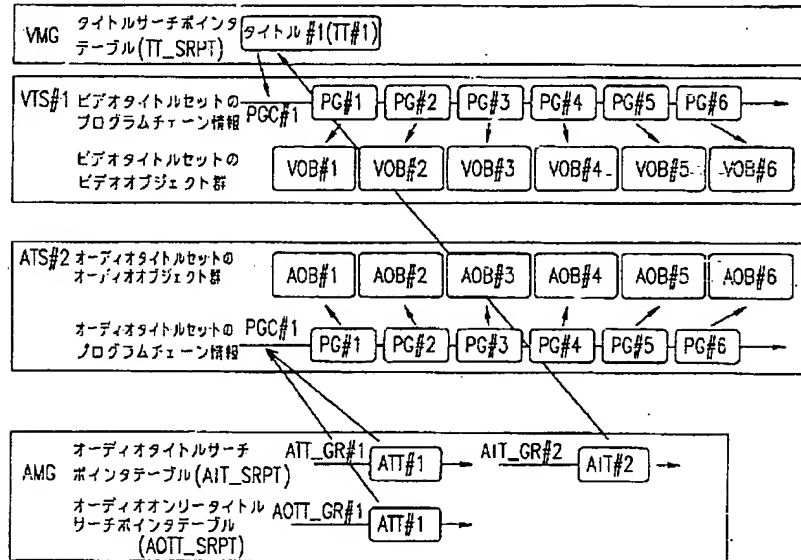 VMG タイトルサーチポインタ
テーブル(TT_SRPT)
タイトル #1(TT#1)
VTS#1 ビデオタイトルセットの
プログラムチェーン情報
PGC#1
PG#1 PG#2 PG#3 PG#4 PG#5 PG#6
ビデオタイトルセットの
ビデオオブジェクト群
VOB#1 VOB#2 VOB#3 VOB#4 VOB#5 VOB#6
ATS#2 オーディオタイトルセットの
オーディオオブジェクト群
AOB#1 AOB#2 AOB#3 AOB#4 AOB#5 AOB#6
オーディオタイトルセットの
プログラムチェーン情報
PGC#1
PG#1 PG#2 PG#3 PG#4 PG#5 PG#6
AMG オーディオタイトルサーチ
ポインタテーブル(AIT_SRPT)
ATT_GR#1 ATT#1 AIT_GR#2 AIT#2
オーディオオンリータイトル
サーチポインタテーブル
(AOTT_SRPT)
AOTT_GR#1 ATT#1